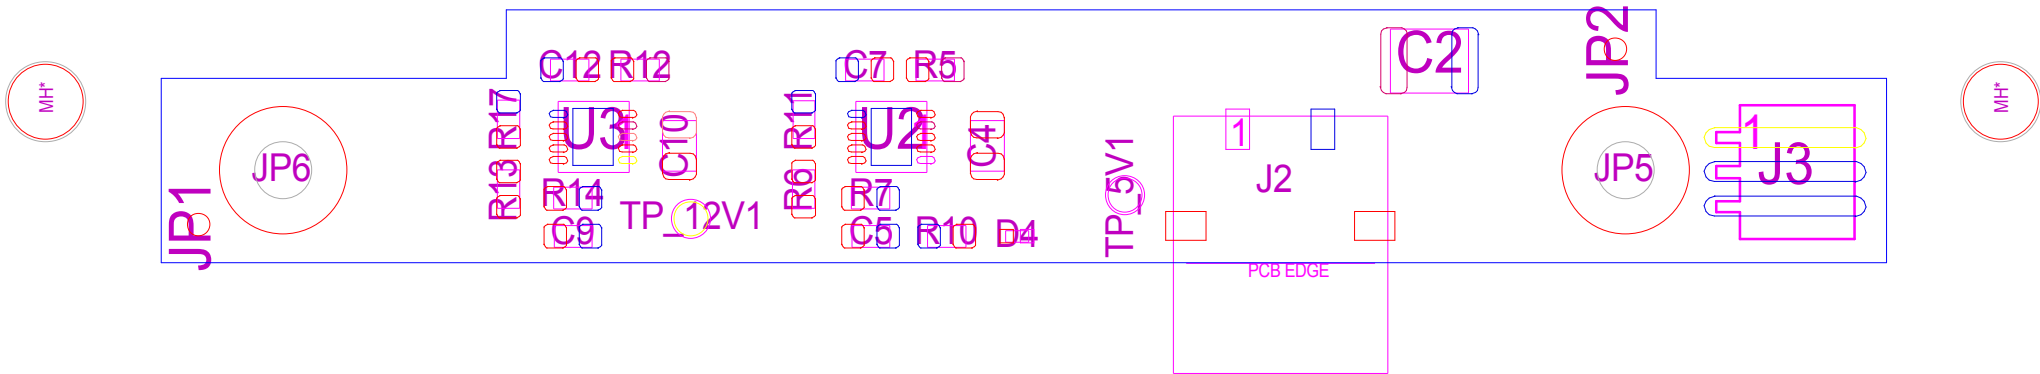 MH*
JP1
JP6
C12
R12
R17
R13
U3
1
C10
R14
C9
TP_12V1
C7
R5
R11
R6
U2
C4
R7
C5
R10
D4
TP_5V1
1
J2
PCB EDGE
C2
JP2
JP5
1
J3
MH*